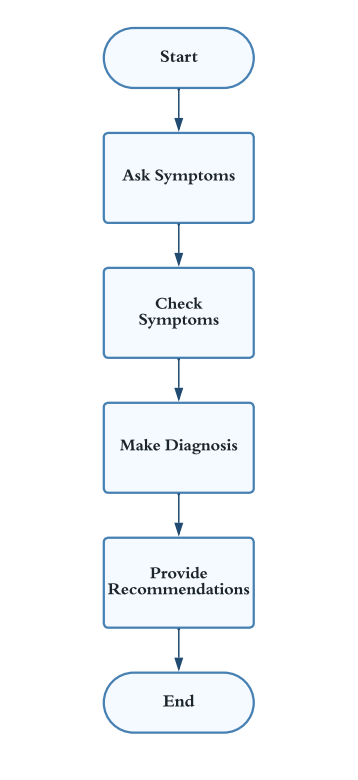 Start
Ask Symptoms
Check
Symptoms
Make Diagnosis
Provide
Recommendations
End